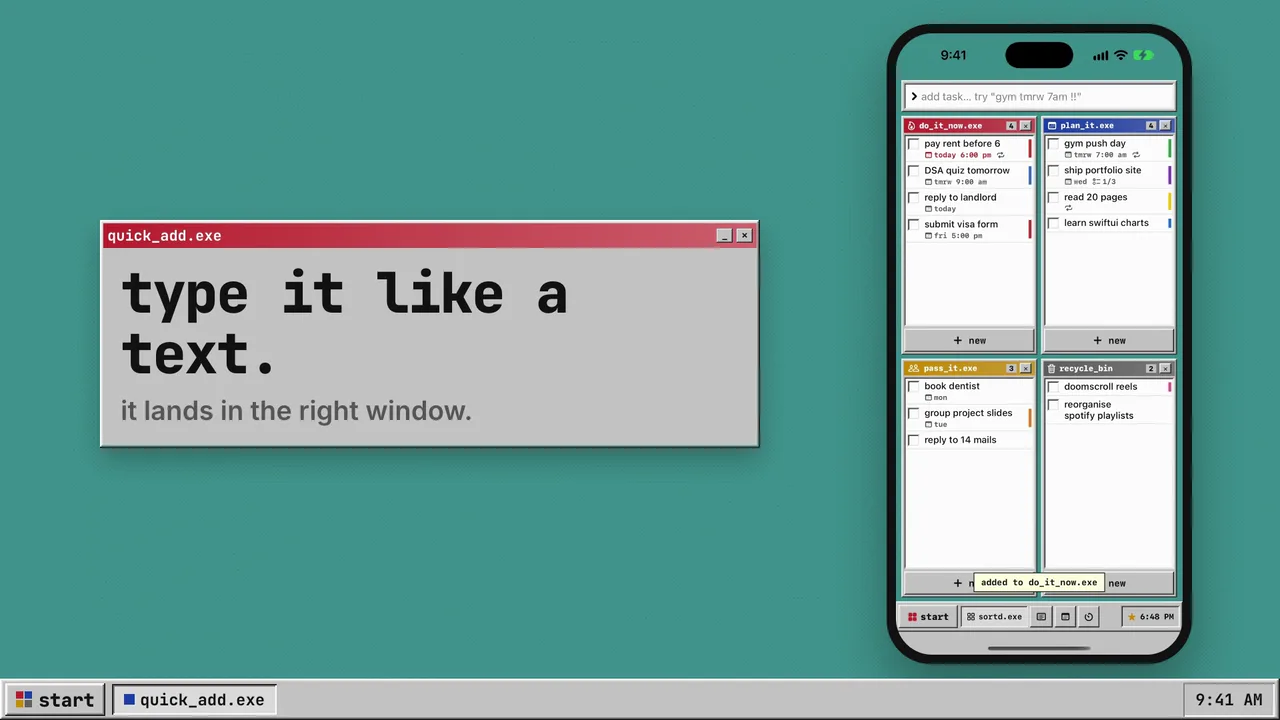 quick_add.exe
type it like a
text.
it lands in the right window.
9:41
add task... try "gym tmrw 7am !!"
do_it_now.exe 4
pay rent before 6
today 6:00 pm
DSA quiz tomorrow
tmrw 9:00 am
reply to landlord
today
submit visa form
fri 5:00 pm
+ new
plan_it.exe 4
gym push day
tmrw 7:00 am
ship portfolio site
wed 1/3
read 20 pages
learn swiftui charts
+ new
pass_it.exe 3
book dentist
mon
group project slides
tue
reply to 14 mails
+ n
recycle_bin 2
doomscroll reels
reorganise
spotify playlists
new
added to do_it_now.exe
start sortd.exe 6:48 PM
start quick_add.exe 9:41 AM